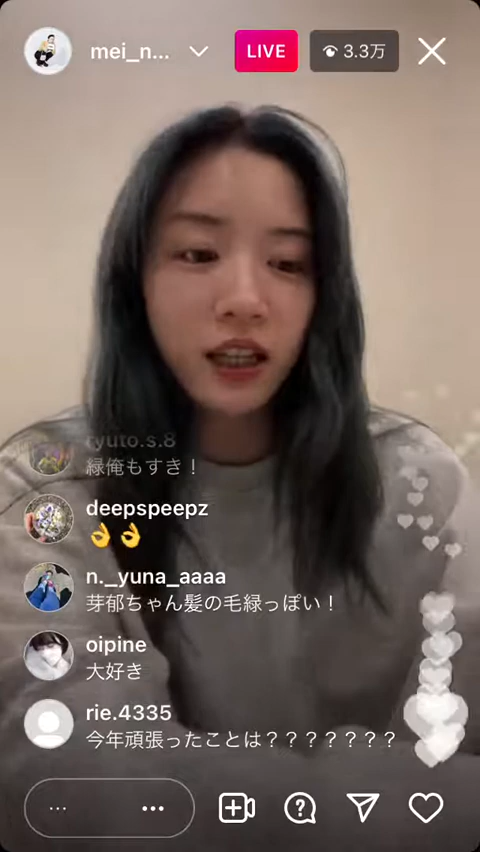 mei_n...
LIVE
3.3万
ryuto.s.8
緑俺もすき！
deepspeepz
👌👌
n._yuna_aaaa
芽郁ちゃん髪の毛緑っぽい！
oipine
大好き
rie.4335
今年頑張ったことは？？？？？？？
...